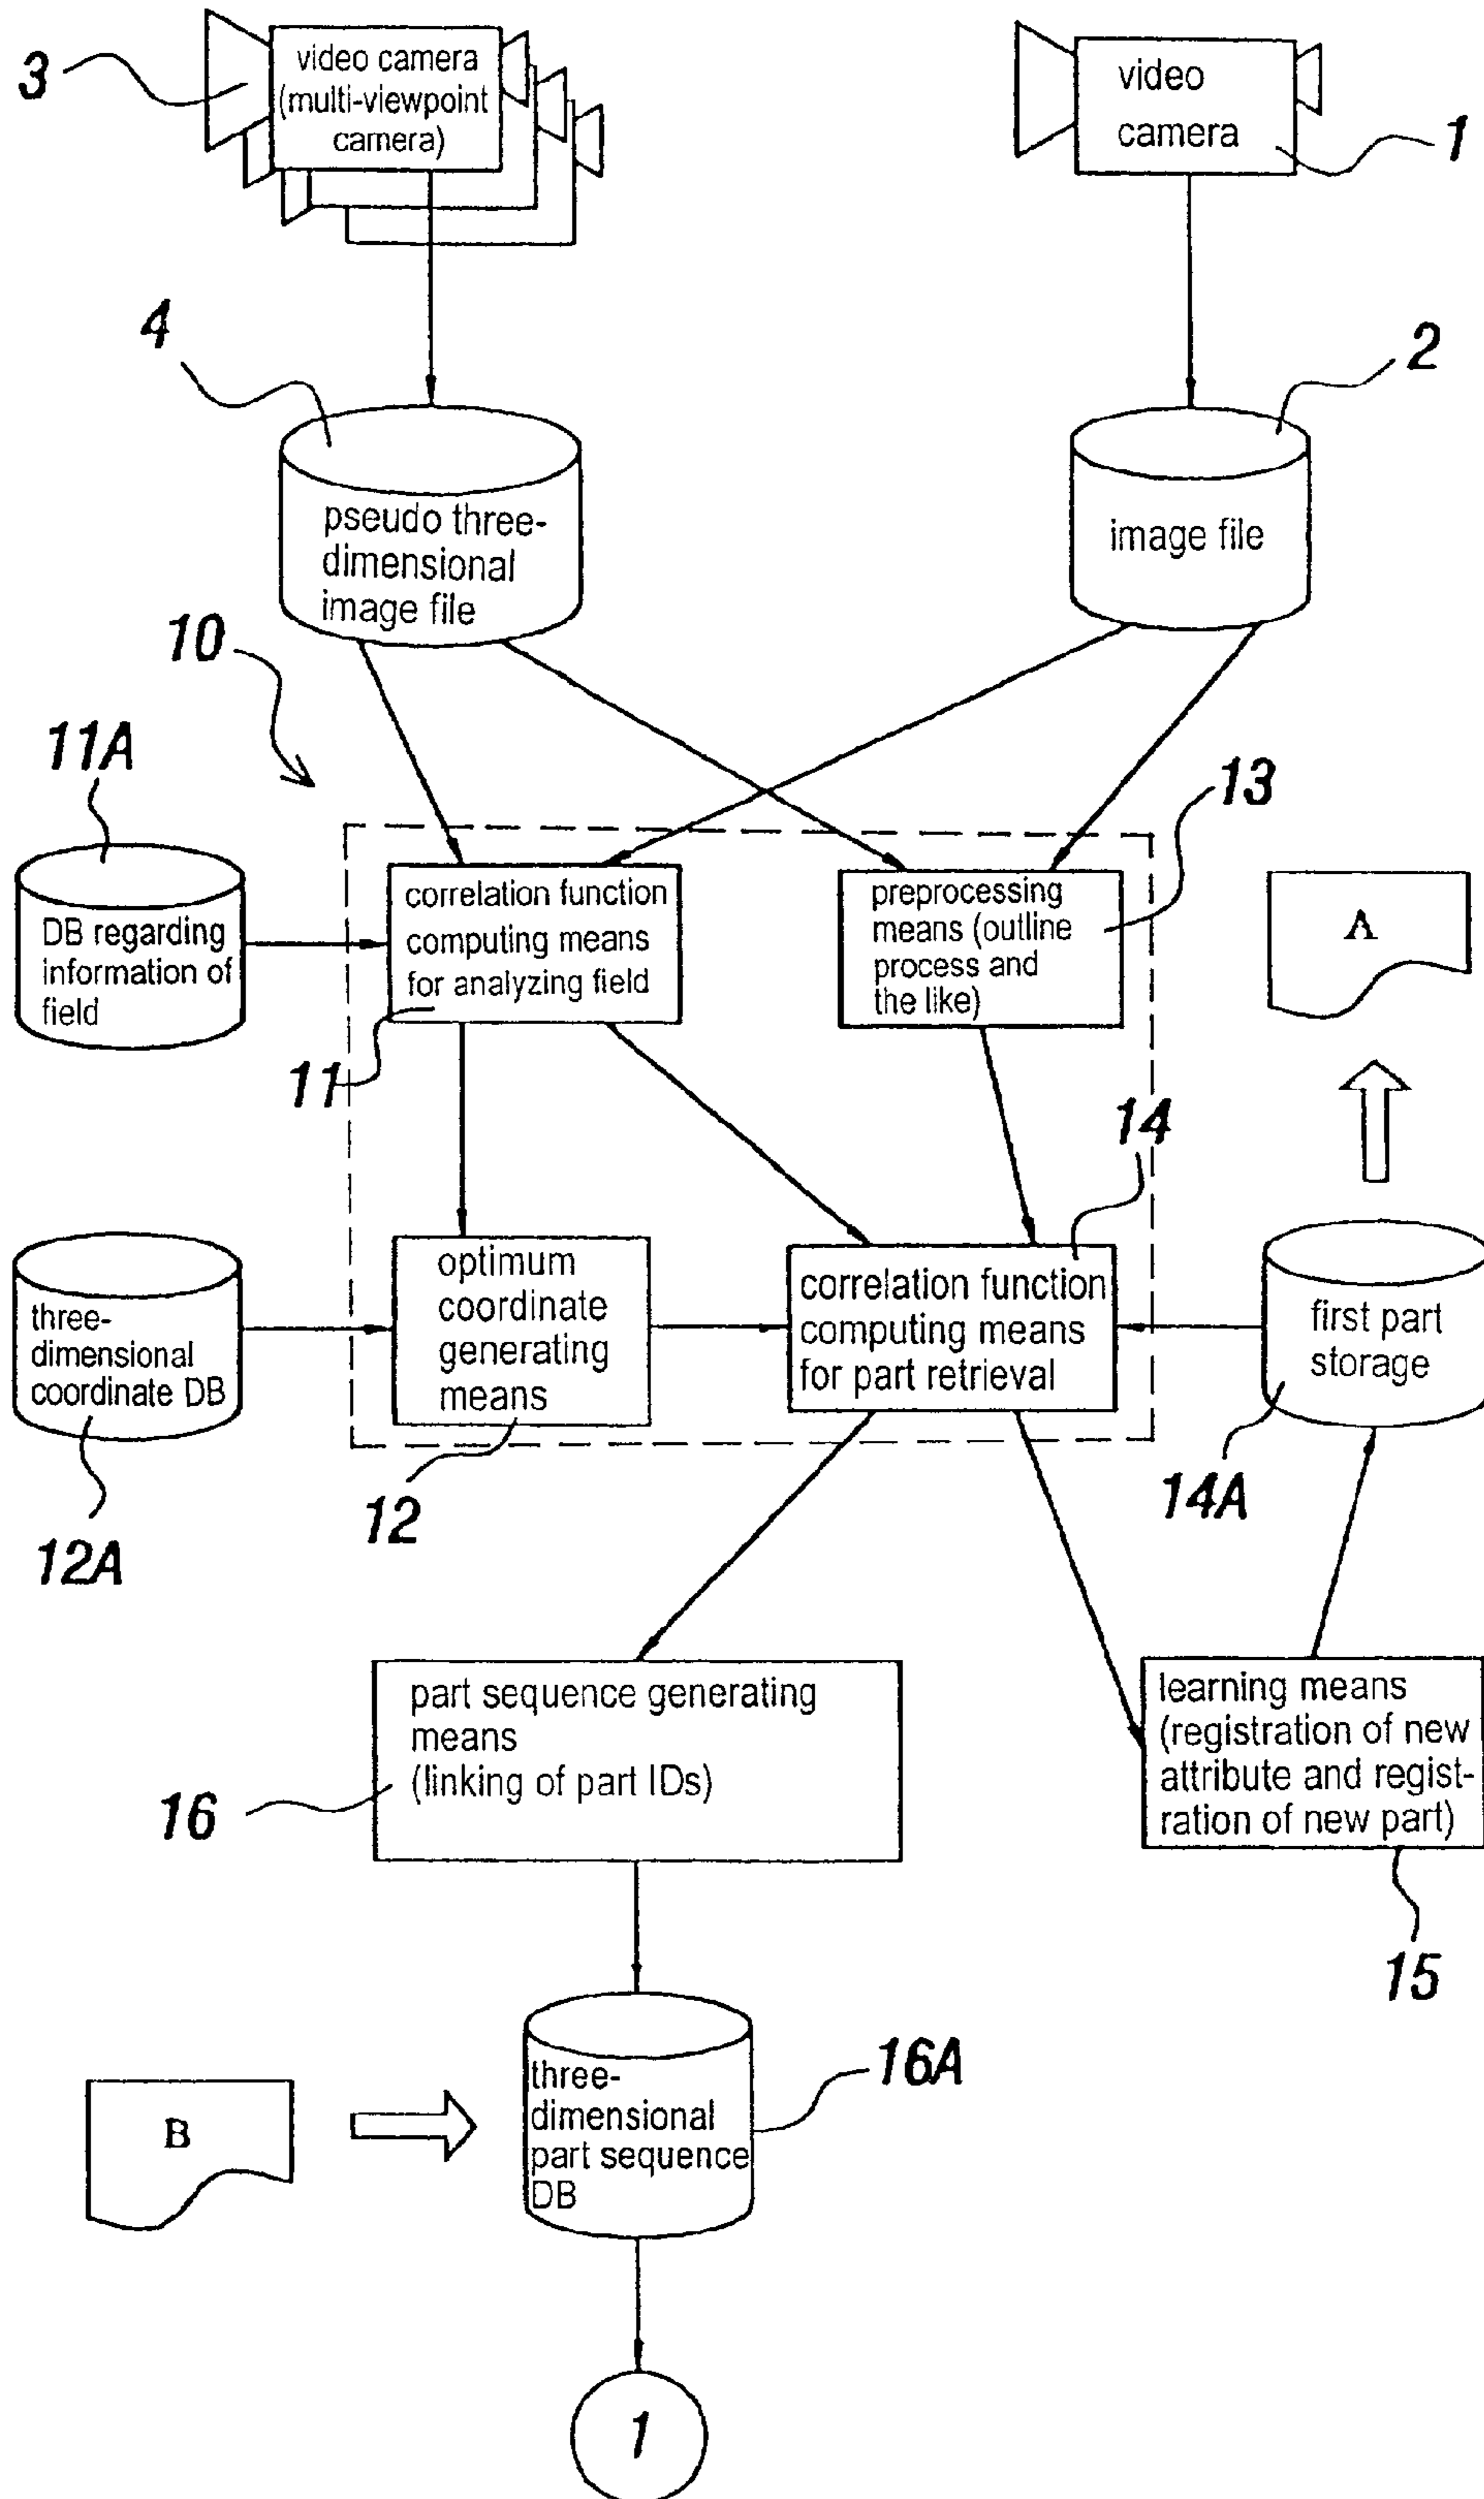 3
video camera
(multi-viewpoint
camera)
video
camera
1
4
2
pseudo three-
dimensional
image file
image file
10
11A
13
DB regarding
information of
field
correlation function
computing means
for analyzing field
preprocessing
means (outline
process and
the like)
A
11
14
three-
dimensional
coordinate DB
optimum
coordinate
generating
means
correlation function
computing means
for part retrieval
first part
storage
12A
12
14A
part sequence generating
means
(linking of part IDs)
learning means
(registration of new
attribute and regist-
ration of new part)
16
15
B
three-
dimensional
part sequence
DB
16A
1